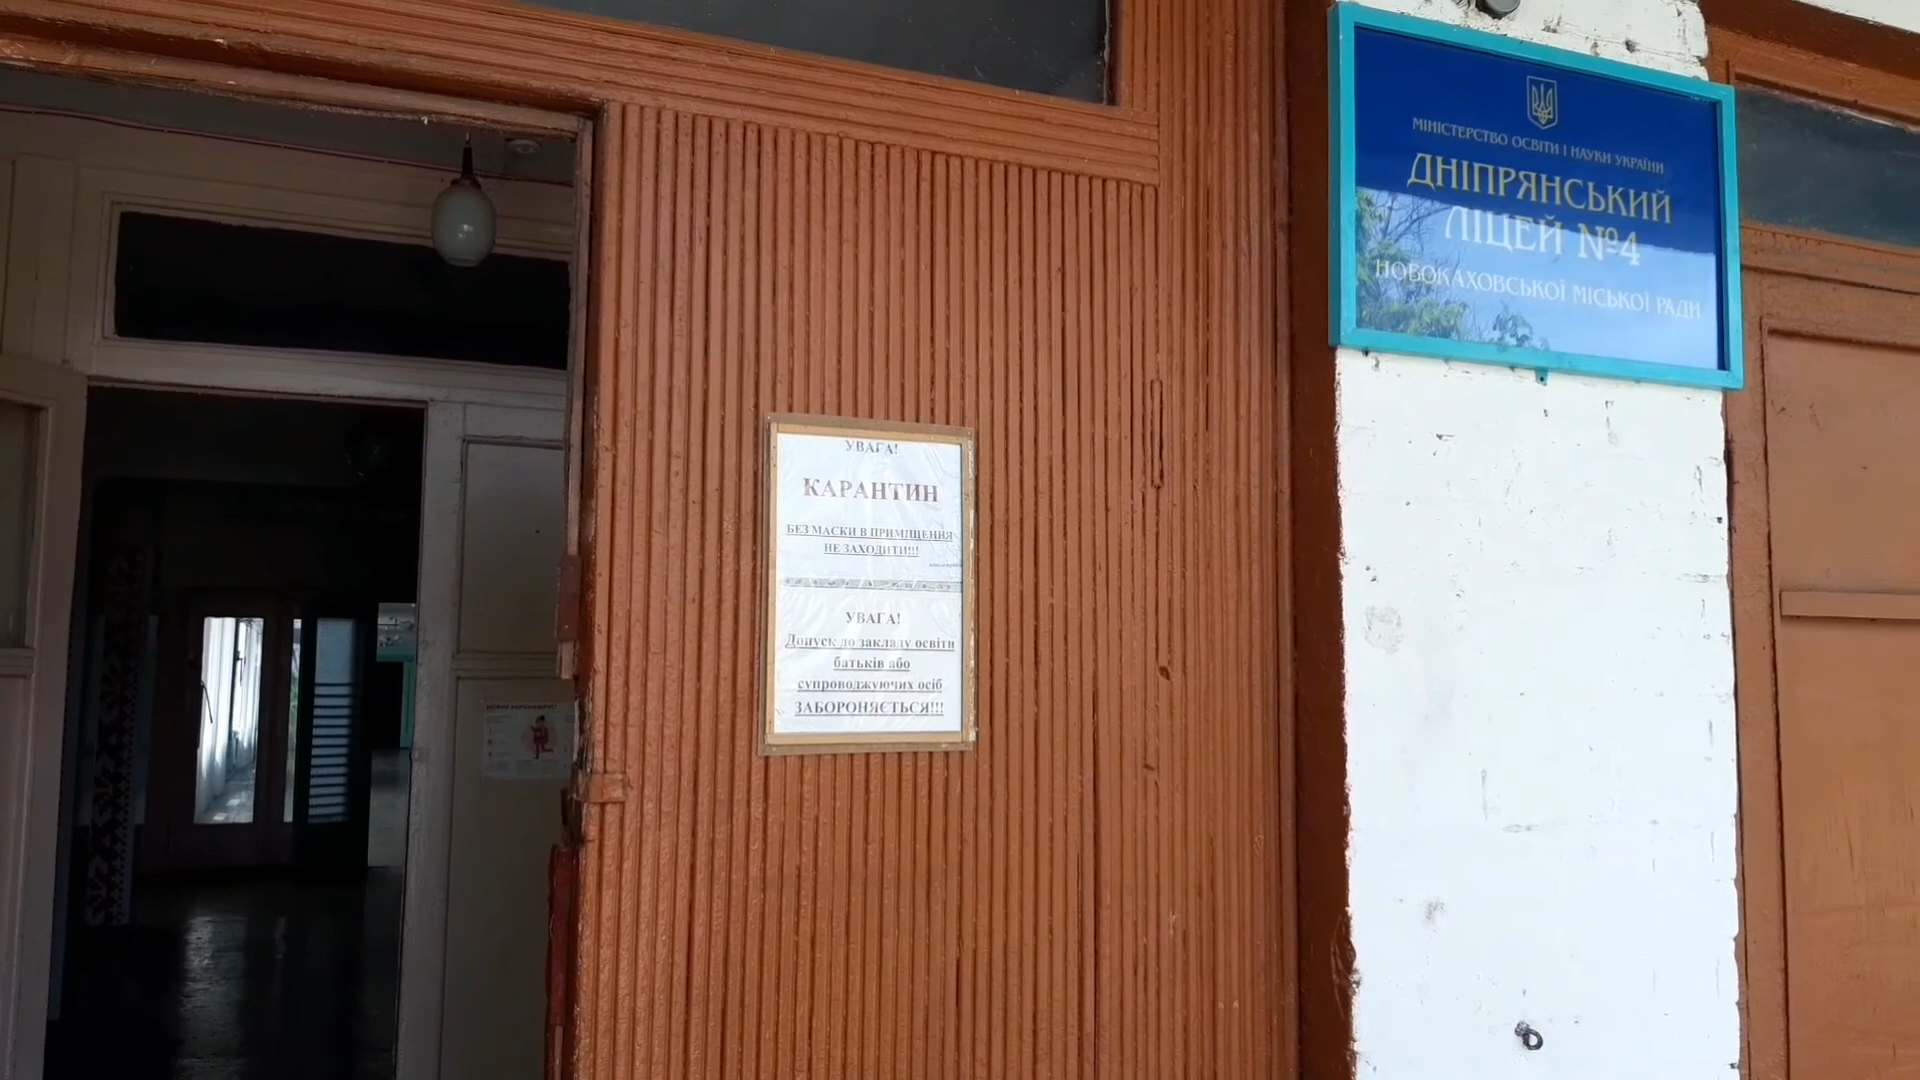 УВАГА!
КАРАНТИН
БЕЗ МАСКИ В ПРИМІЩЕННЯ
НЕ ЗАХОДИТИ!!!
УВАГА!
Допуск до закладу освіти
батьків або
супроводжуючих осіб
ЗАБОРОНЯЄТЬСЯ!!!
МІНІСТЕРСТВО ОСВІТИ І НАУКИ УКРАЇНИ
ДНІПРЯНСЬКИЙ
ЛІЦЕЙ №4
НОВОКАХОВСЬКОЇ МІСЬКОЇ РАДИ